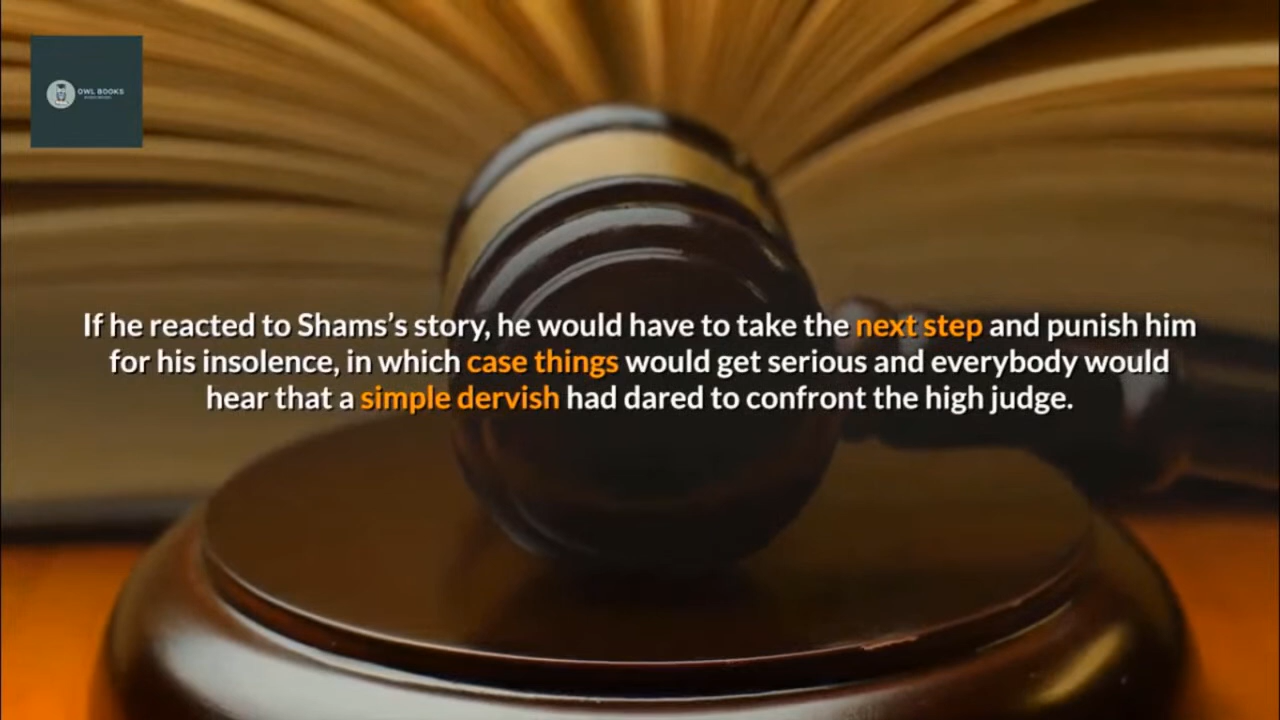 OWL BOOKS
If he reacted to Shams’s story, he would have to take the next step and punish him
for his insolence, in which case things would get serious and everybody would
hear that a simple dervish had dared to confront the high judge.